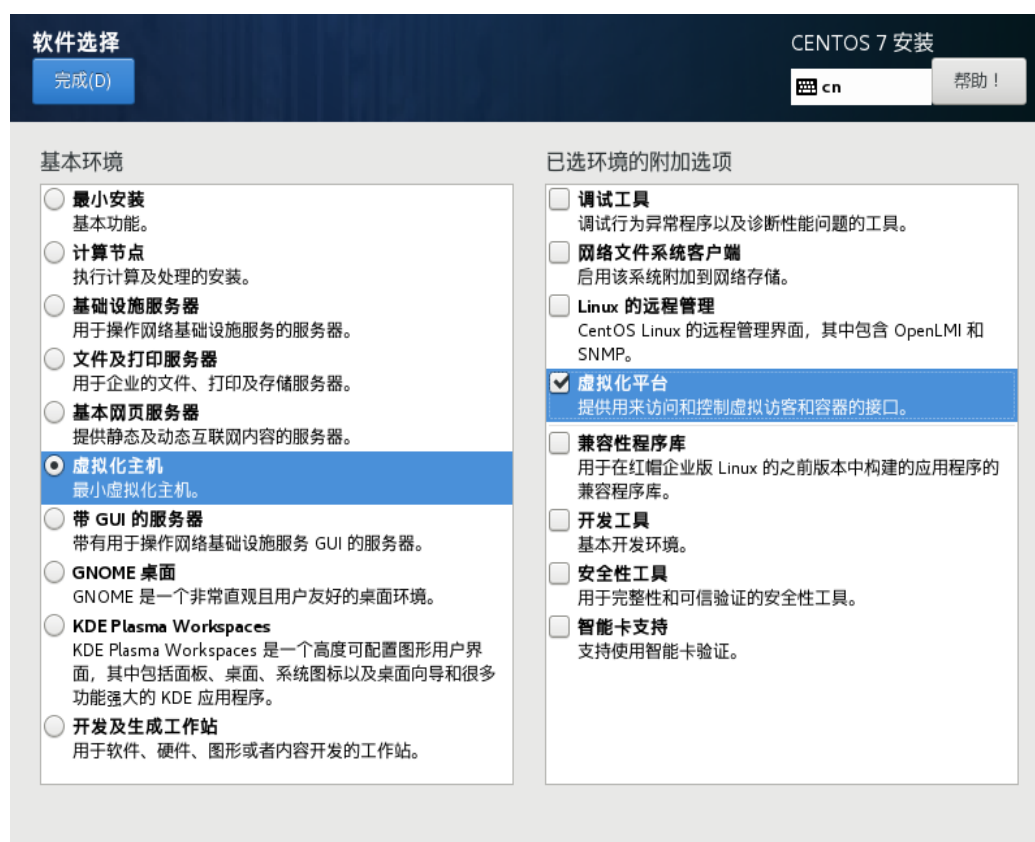 软件选择
CENTOS 7 安装
完成(D)
cn
帮助！
基本环境
最小安装
基本功能。
计算节点
执行计算及处理的安装。
基础设施服务器
用于操作网络基础设施服务的服务器。
文件及打印服务器
用于企业的文件、打印及存储服务器。
基本网页服务器
提供静态及动态互联网内容的服务器。
虚拟化主机
最小虚拟化主机。
带 GUI 的服务器
带有用于操作网络基础设施服务 GUI 的服务器。
GNOME 桌面
GNOME 是一个非常直观且用户友好的桌面环境。
KDE Plasma Workspaces
KDE Plasma Workspaces 是一个高度可配置图形用户界
面，其中包括面板、桌面、系统图标以及桌面向导和很多
功能强大的 KDE 应用程序。
开发及生成工作站
用于软件、硬件、图形或者内容开发的工作站。
已选环境的附加选项
调试工具
调试行为异常程序以及诊断性能问题的工具。
网络文件系统客户端
启用该系统附加到网络存储。
Linux 的远程管理
CentOS Linux 的远程管理界面，其中包含 OpenLMI 和
SNMP。
虚拟化平台
提供用来访问和控制虚拟访客和容器的接口。
兼容性程序库
用于在红帽企业版 Linux 的之前版本中构建的应用程序的
兼容程序库。
开发工具
基本开发环境。
安全性工具
用于完整性和可信验证的安全性工具。
智能卡支持
支持使用智能卡验证。